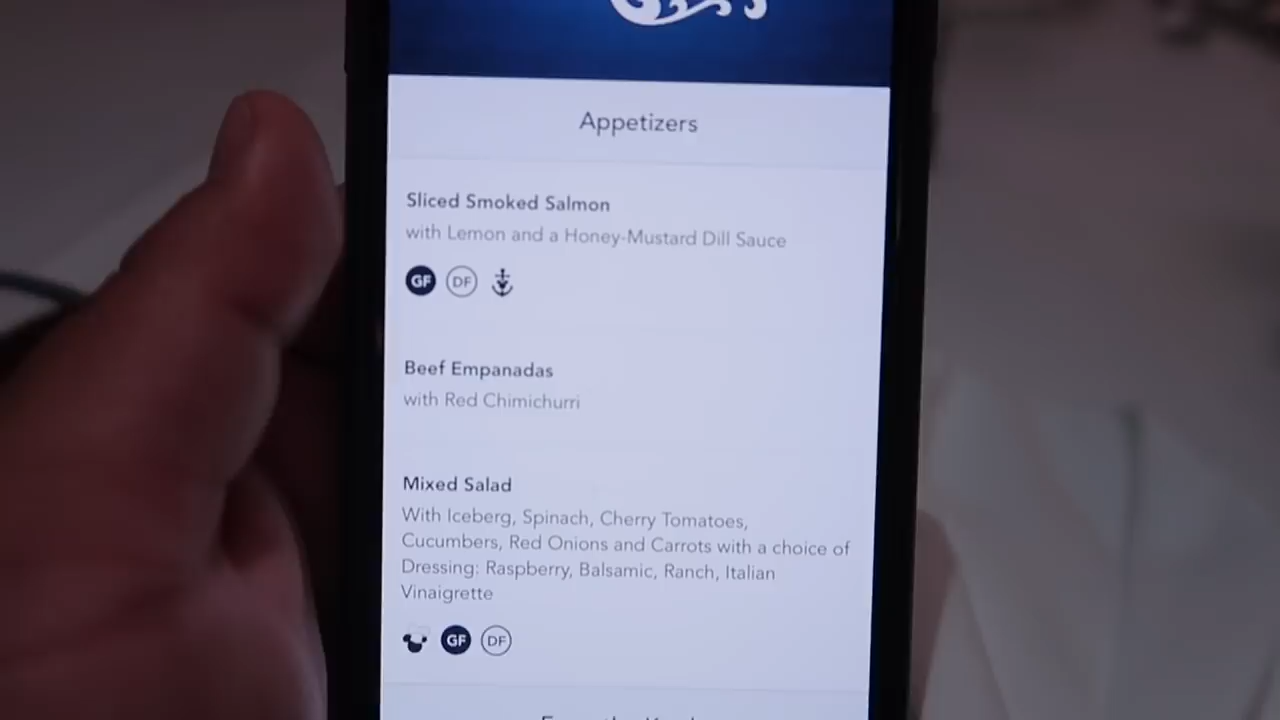 Appetizers
Sliced Smoked Salmon
with Lemon and a Honey-Mustard Dill Sauce
GF DF
Beef Empanadas
with Red Chimichurri
Mixed Salad
With Iceberg, Spinach, Cherry Tomatoes,
Cucumbers, Red Onions and Carrots with a choice of
Dressing: Raspberry, Balsamic, Ranch, Italian
Vinaigrette
GF DF